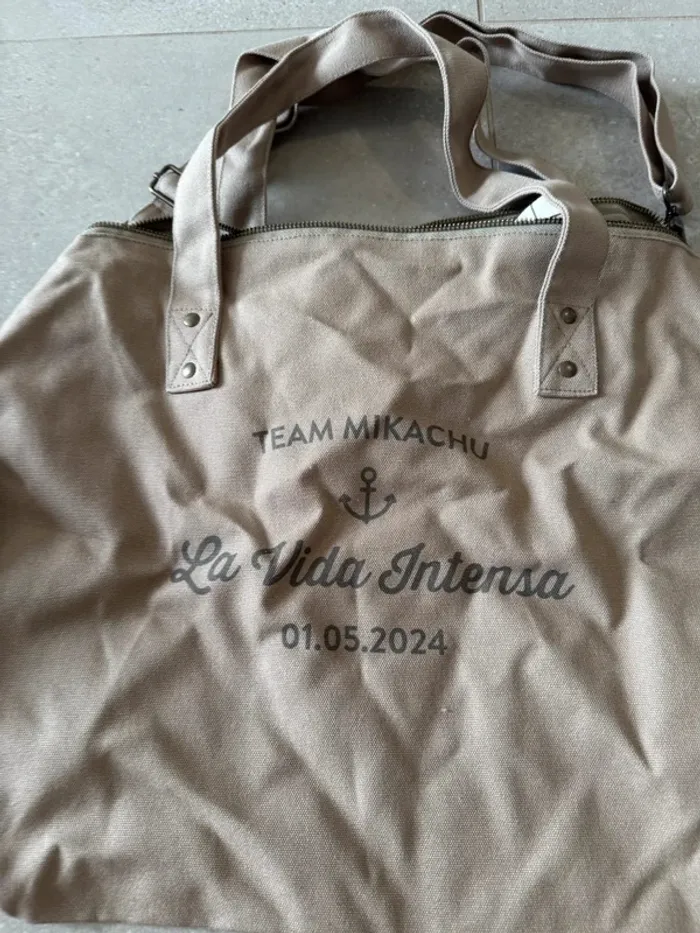 TEAM MIKACHU
La Vida Intensa
01.05.2024